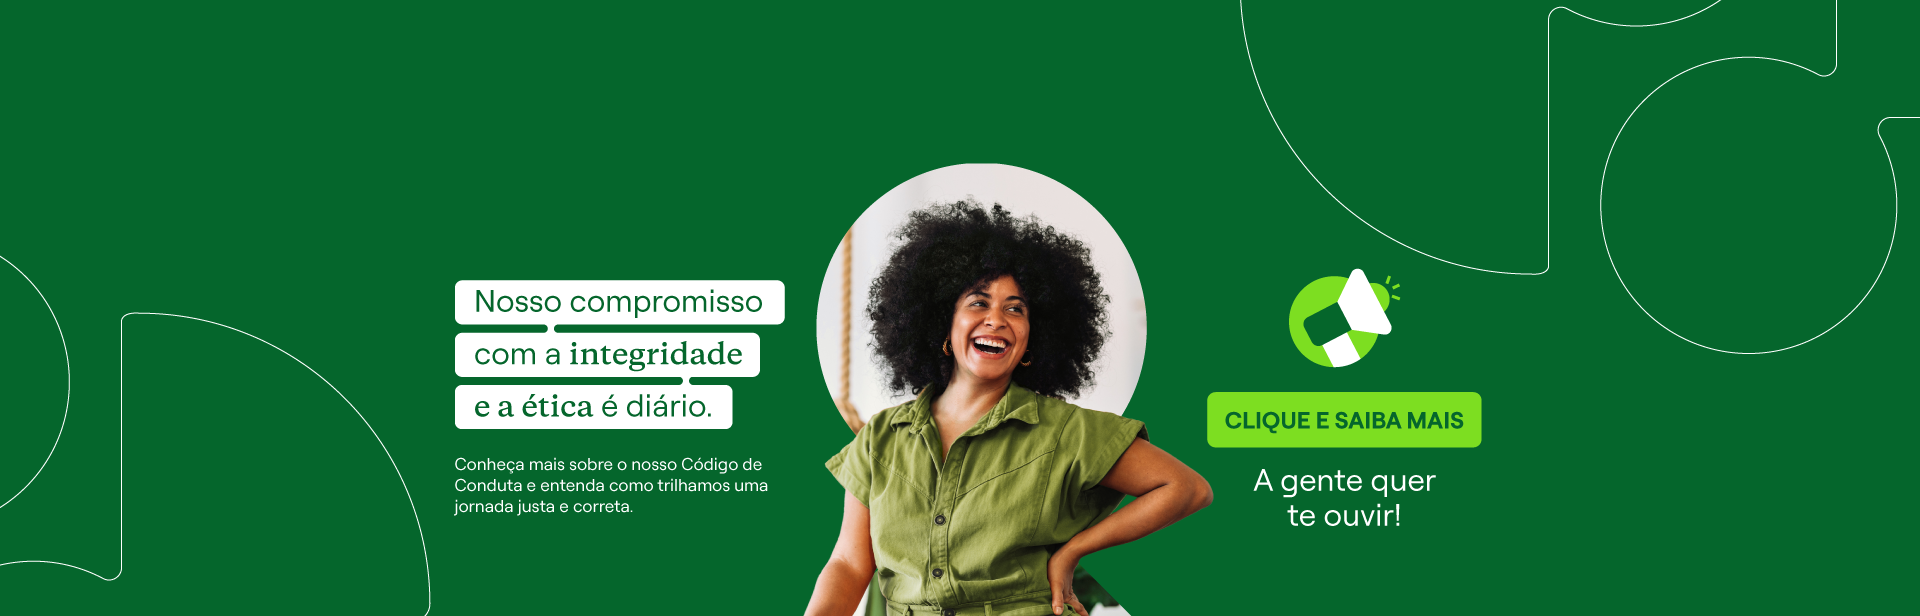 Nosso compromisso
com a integridade
e a ética é diário.
Conheça mais sobre o nosso Código de
Conduta e entenda como trilhamos uma
jornada justa e correta.
CLIQUE E SAIBA MAIS
A gente quer
te ouvir!